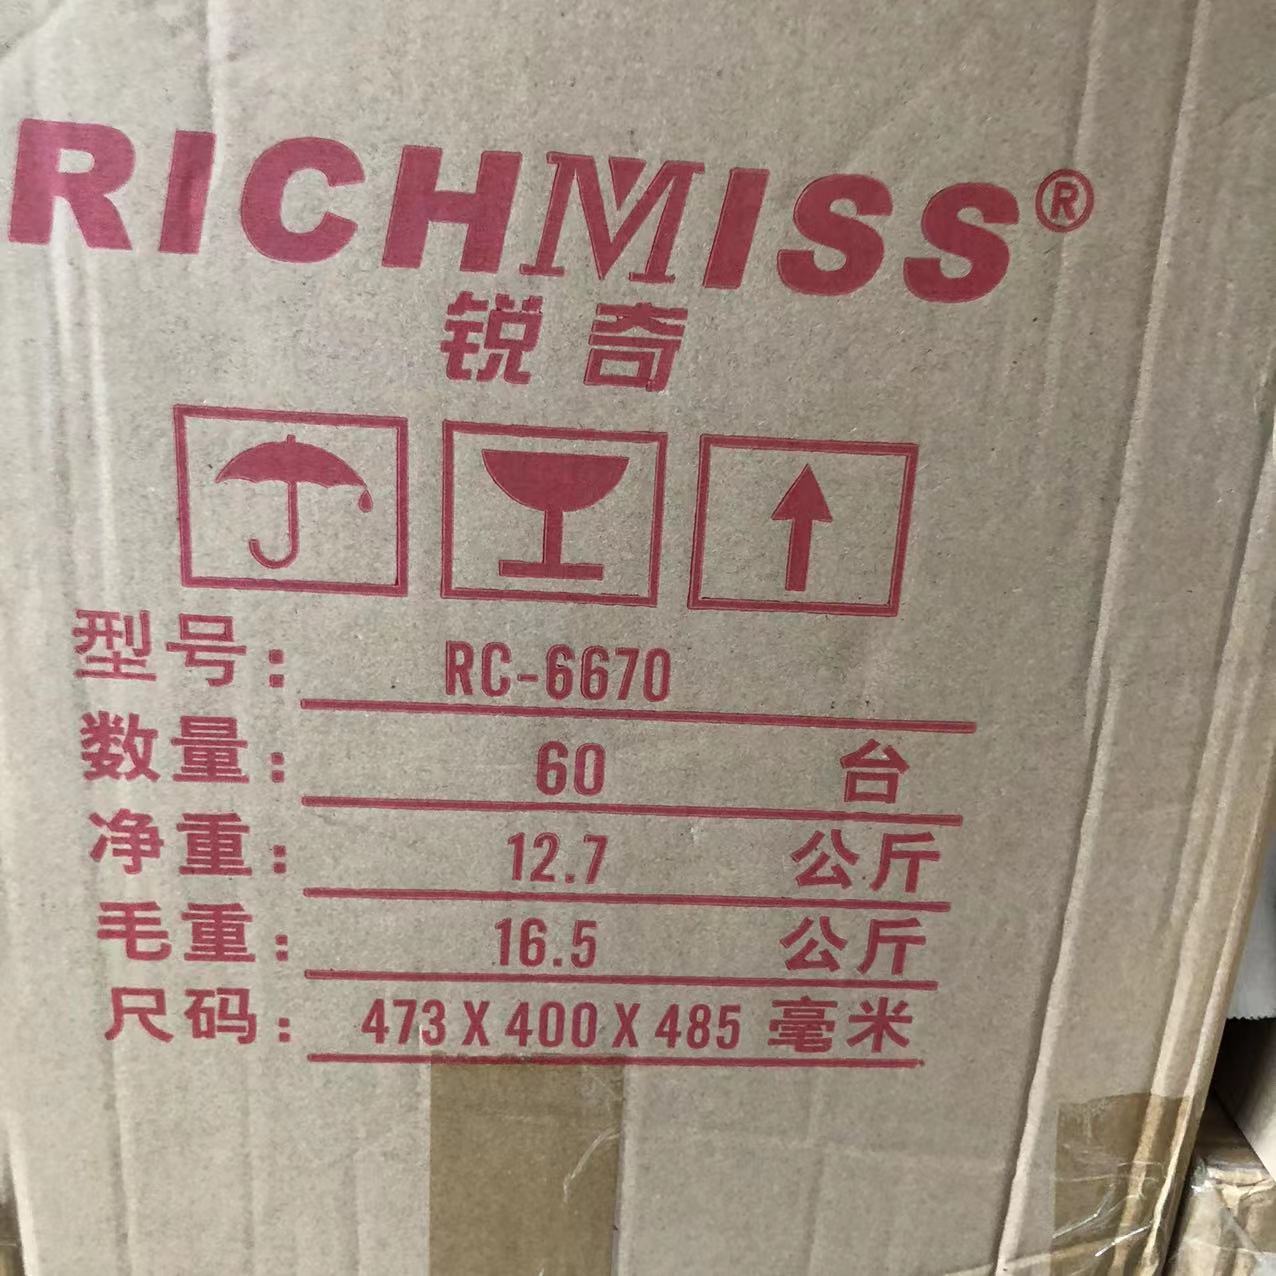 RICHMISS®
锐奇
型号: RC-6670
数量: 60 台
净重: 12.7 公斤
毛重: 16.5 公斤
尺码: 473 X 400 X 485 毫米